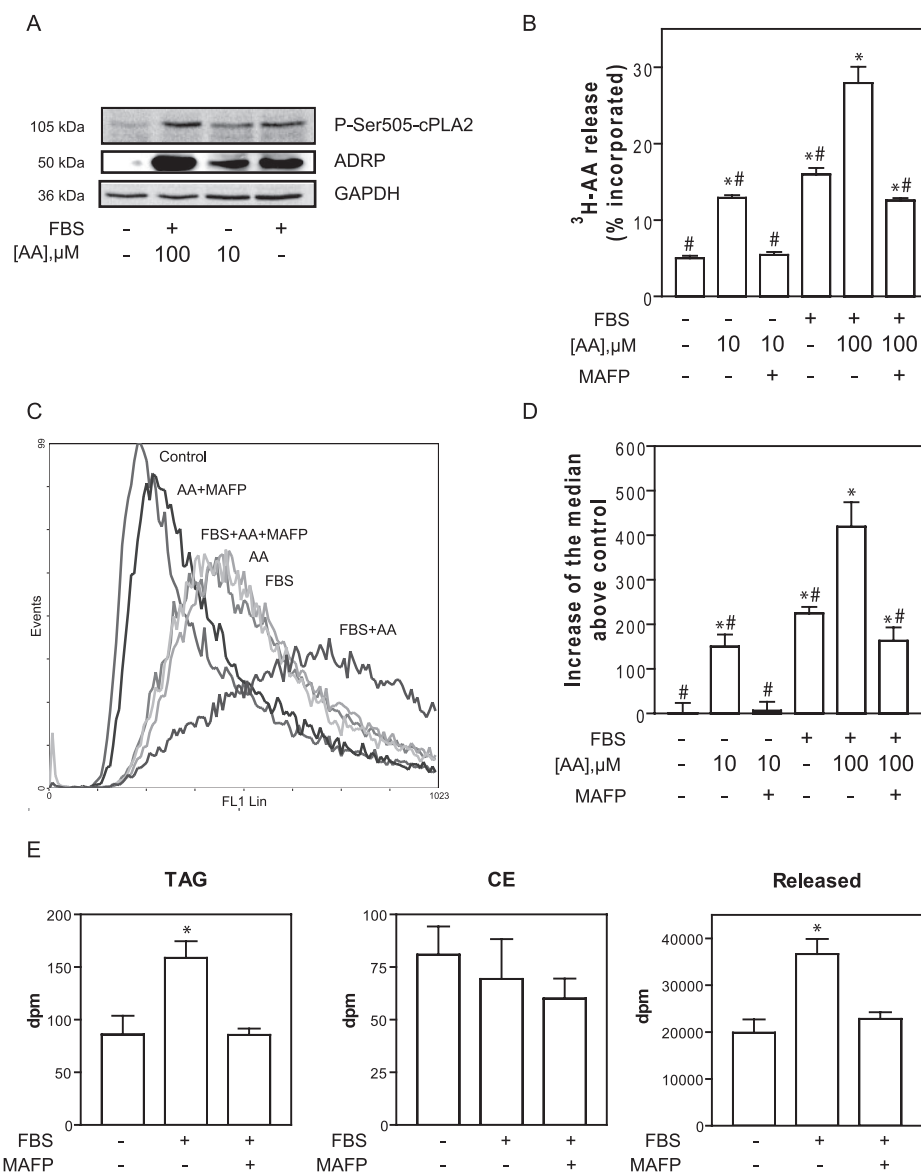 A
105 kDa
P-Ser505-cPLA2
50 kDa
ADRP
36 kDa
GAPDH
FBS - + - +
[AA],µM - 100 10 -
B
³H-AA release
(% incorporated)
30
20
10
0
# *# # *# * *#
FBS - - - + + +
[AA],µM - 10 10 - 100 100
MAFP - - + - - +
C
99
Control
AA+MAFP
FBS+AA+MAFP
AA
FBS
FBS+AA
Events
0
0 FL1 Lin 1023
D
Increase of the median
above control
600
500
400
300
200
100
0
# *# # *# * *#
FBS - - - + + +
[AA],µM - 10 10 - 100 100
MAFP - - + - - +
E
TAG
dpm
200
150
100
50
0
*
FBS - + +
MAFP - - +
CE
dpm
100
75
50
25
0
FBS - + +
MAFP - - +
Released
dpm
40000
30000
20000
10000
0
*
FBS - + +
MAFP - - +